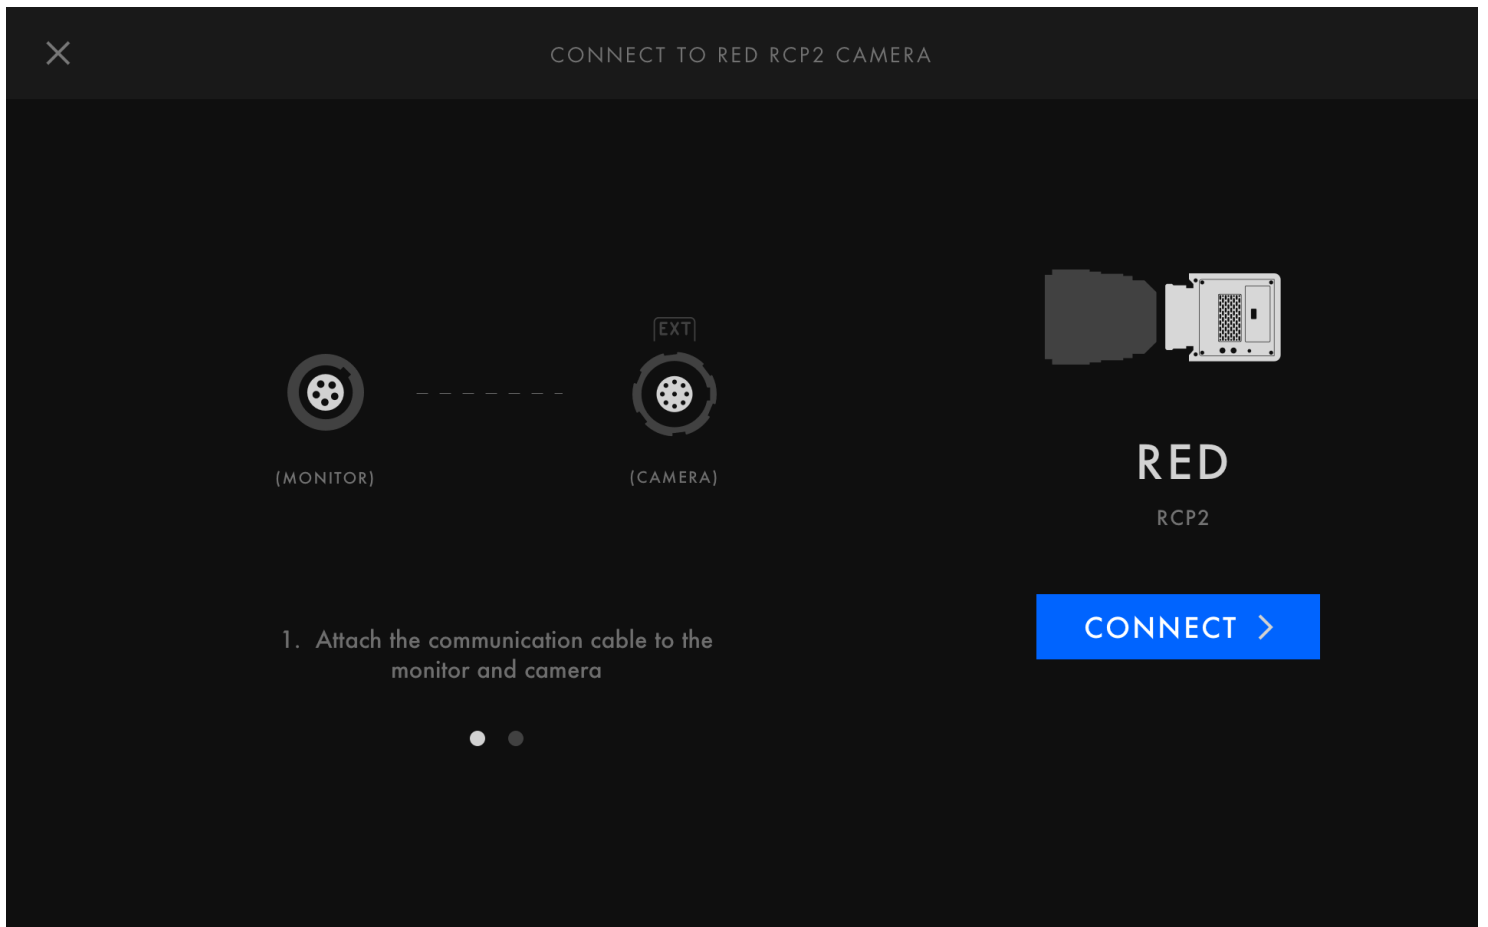 CONNECT TO RED RCP2 CAMERA
EXT
(MONITOR)
(CAMERA)
1. Attach the communication cable to the
monitor and camera
RED
RCP2
CONNECT